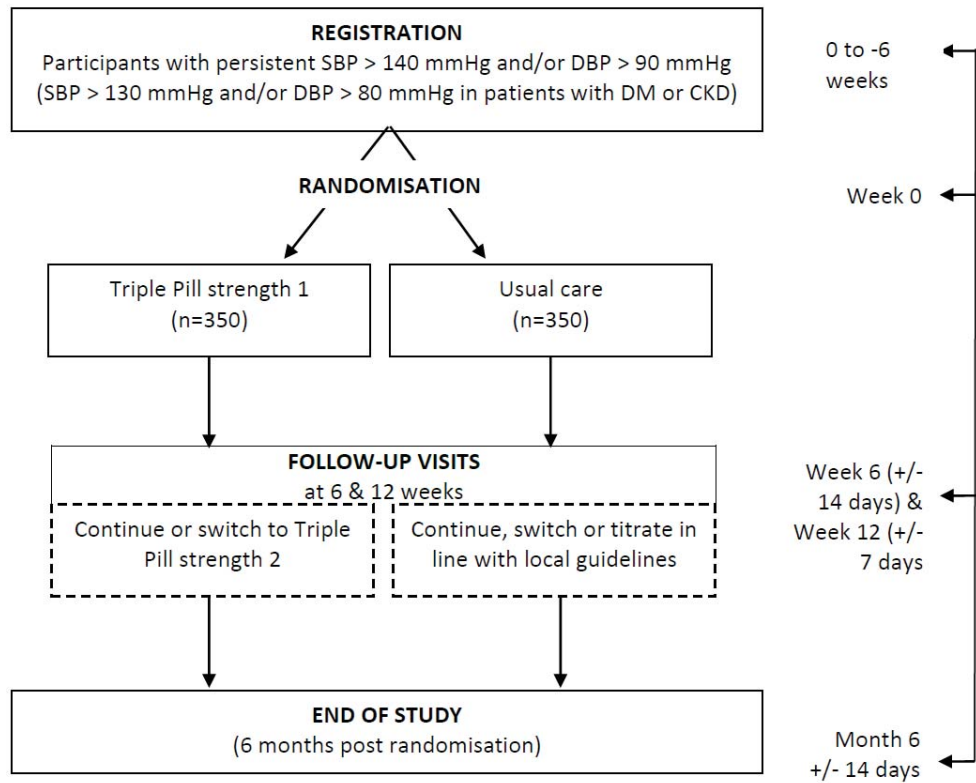 REGISTRATION
Participants with persistent SBP > 140 mmHg and/or DBP > 90 mmHg
(SBP > 130 mmHg and/or DBP > 80 mmHg in patients with DM or CKD)
0 to -6
weeks
RANDOMISATION
Week 0
Triple Pill strength 1
(n=350)
Usual care
(n=350)
FOLLOW-UP VISITS
at 6 & 12 weeks
Continue or switch to Triple
Pill strength 2
Continue, switch or titrate in
line with local guidelines
Week 6 (+/-
14 days) &
Week 12 (+/-
7 days
END OF STUDY
(6 months post randomisation)
Month 6
+/- 14 days